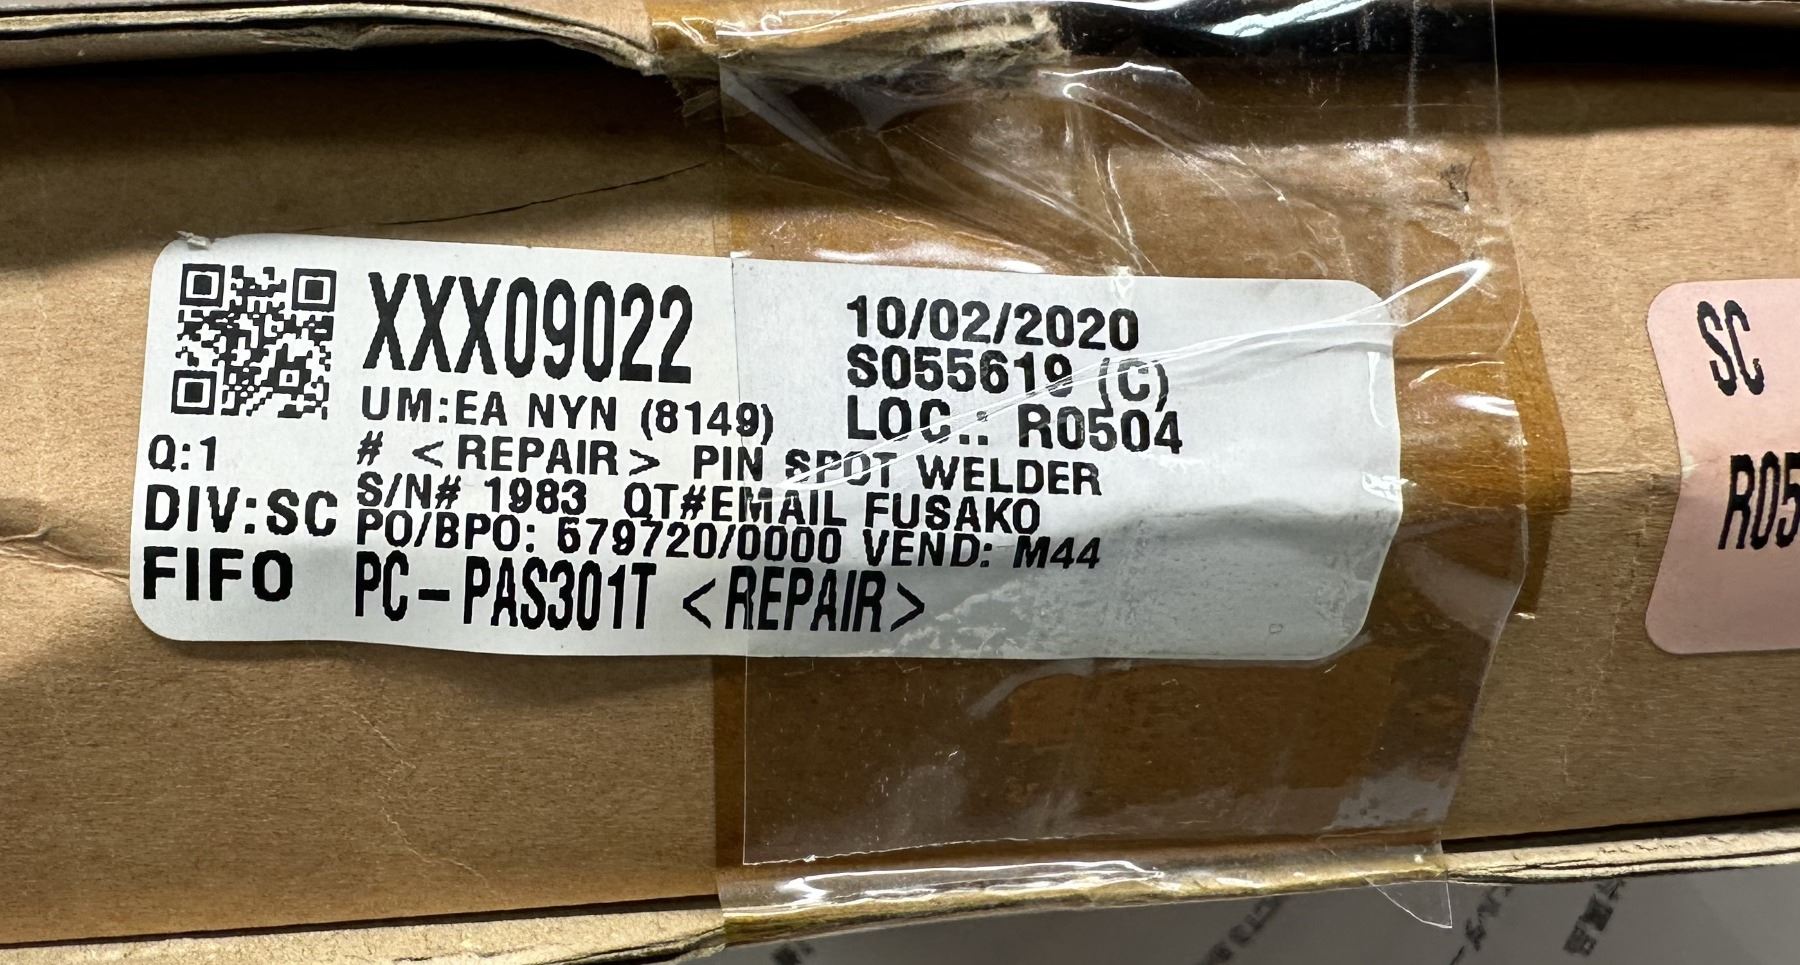 XXX09022
10/02/2020
S055619 (C)
UM:EA NYN (8149)
LOC.: R0504
Q:1
# <REPAIR> PIN SPOT WELDER
S/N# 1983 QT#EMAIL FUSAKO
DIV:SC
PO/BPO: 579720/0000 VEND: M44
FIFO
PC-PAS301T <REPAIR>
SC
R05